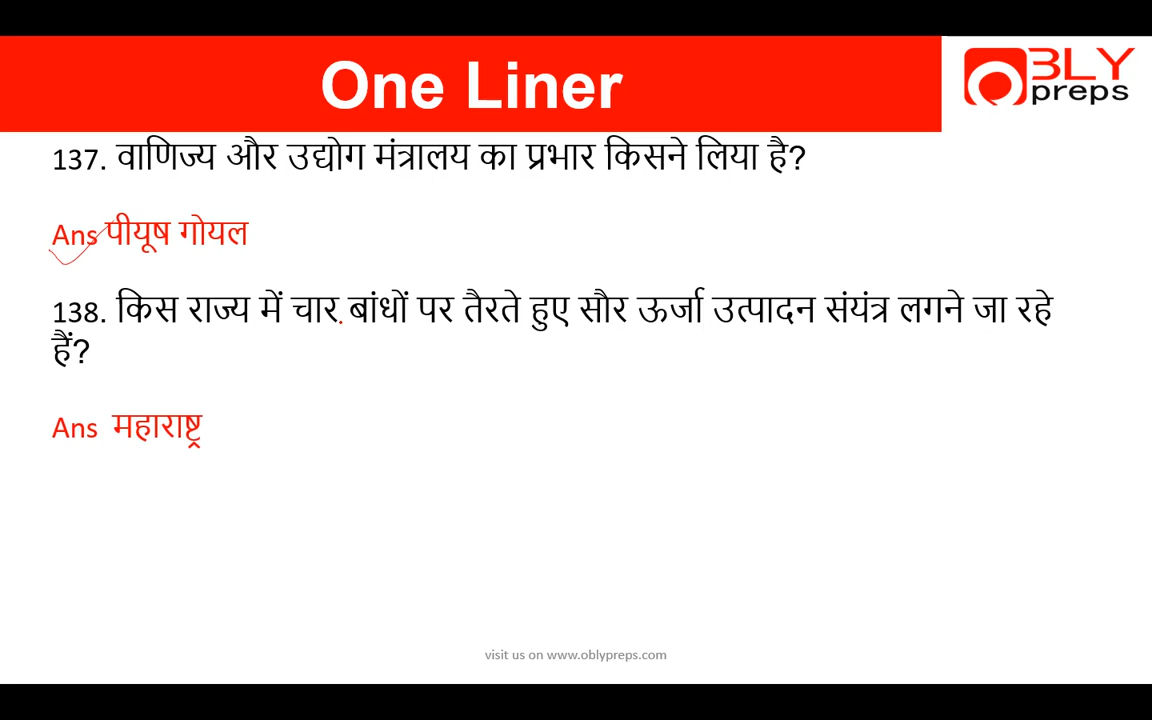 One Liner
OBLY
preps
137. वाणिज्य और उद्योग मंत्रालय का प्रभार किसने लिया है?
Ans पीयूष गोयल
138. किस राज्य में चार बांधों पर तैरते हुए सौर ऊर्जा उत्पादन संयंत्र लगने जा रहे
हैं?
Ans महाराष्ट्र
visit us on www.oblypreps.com